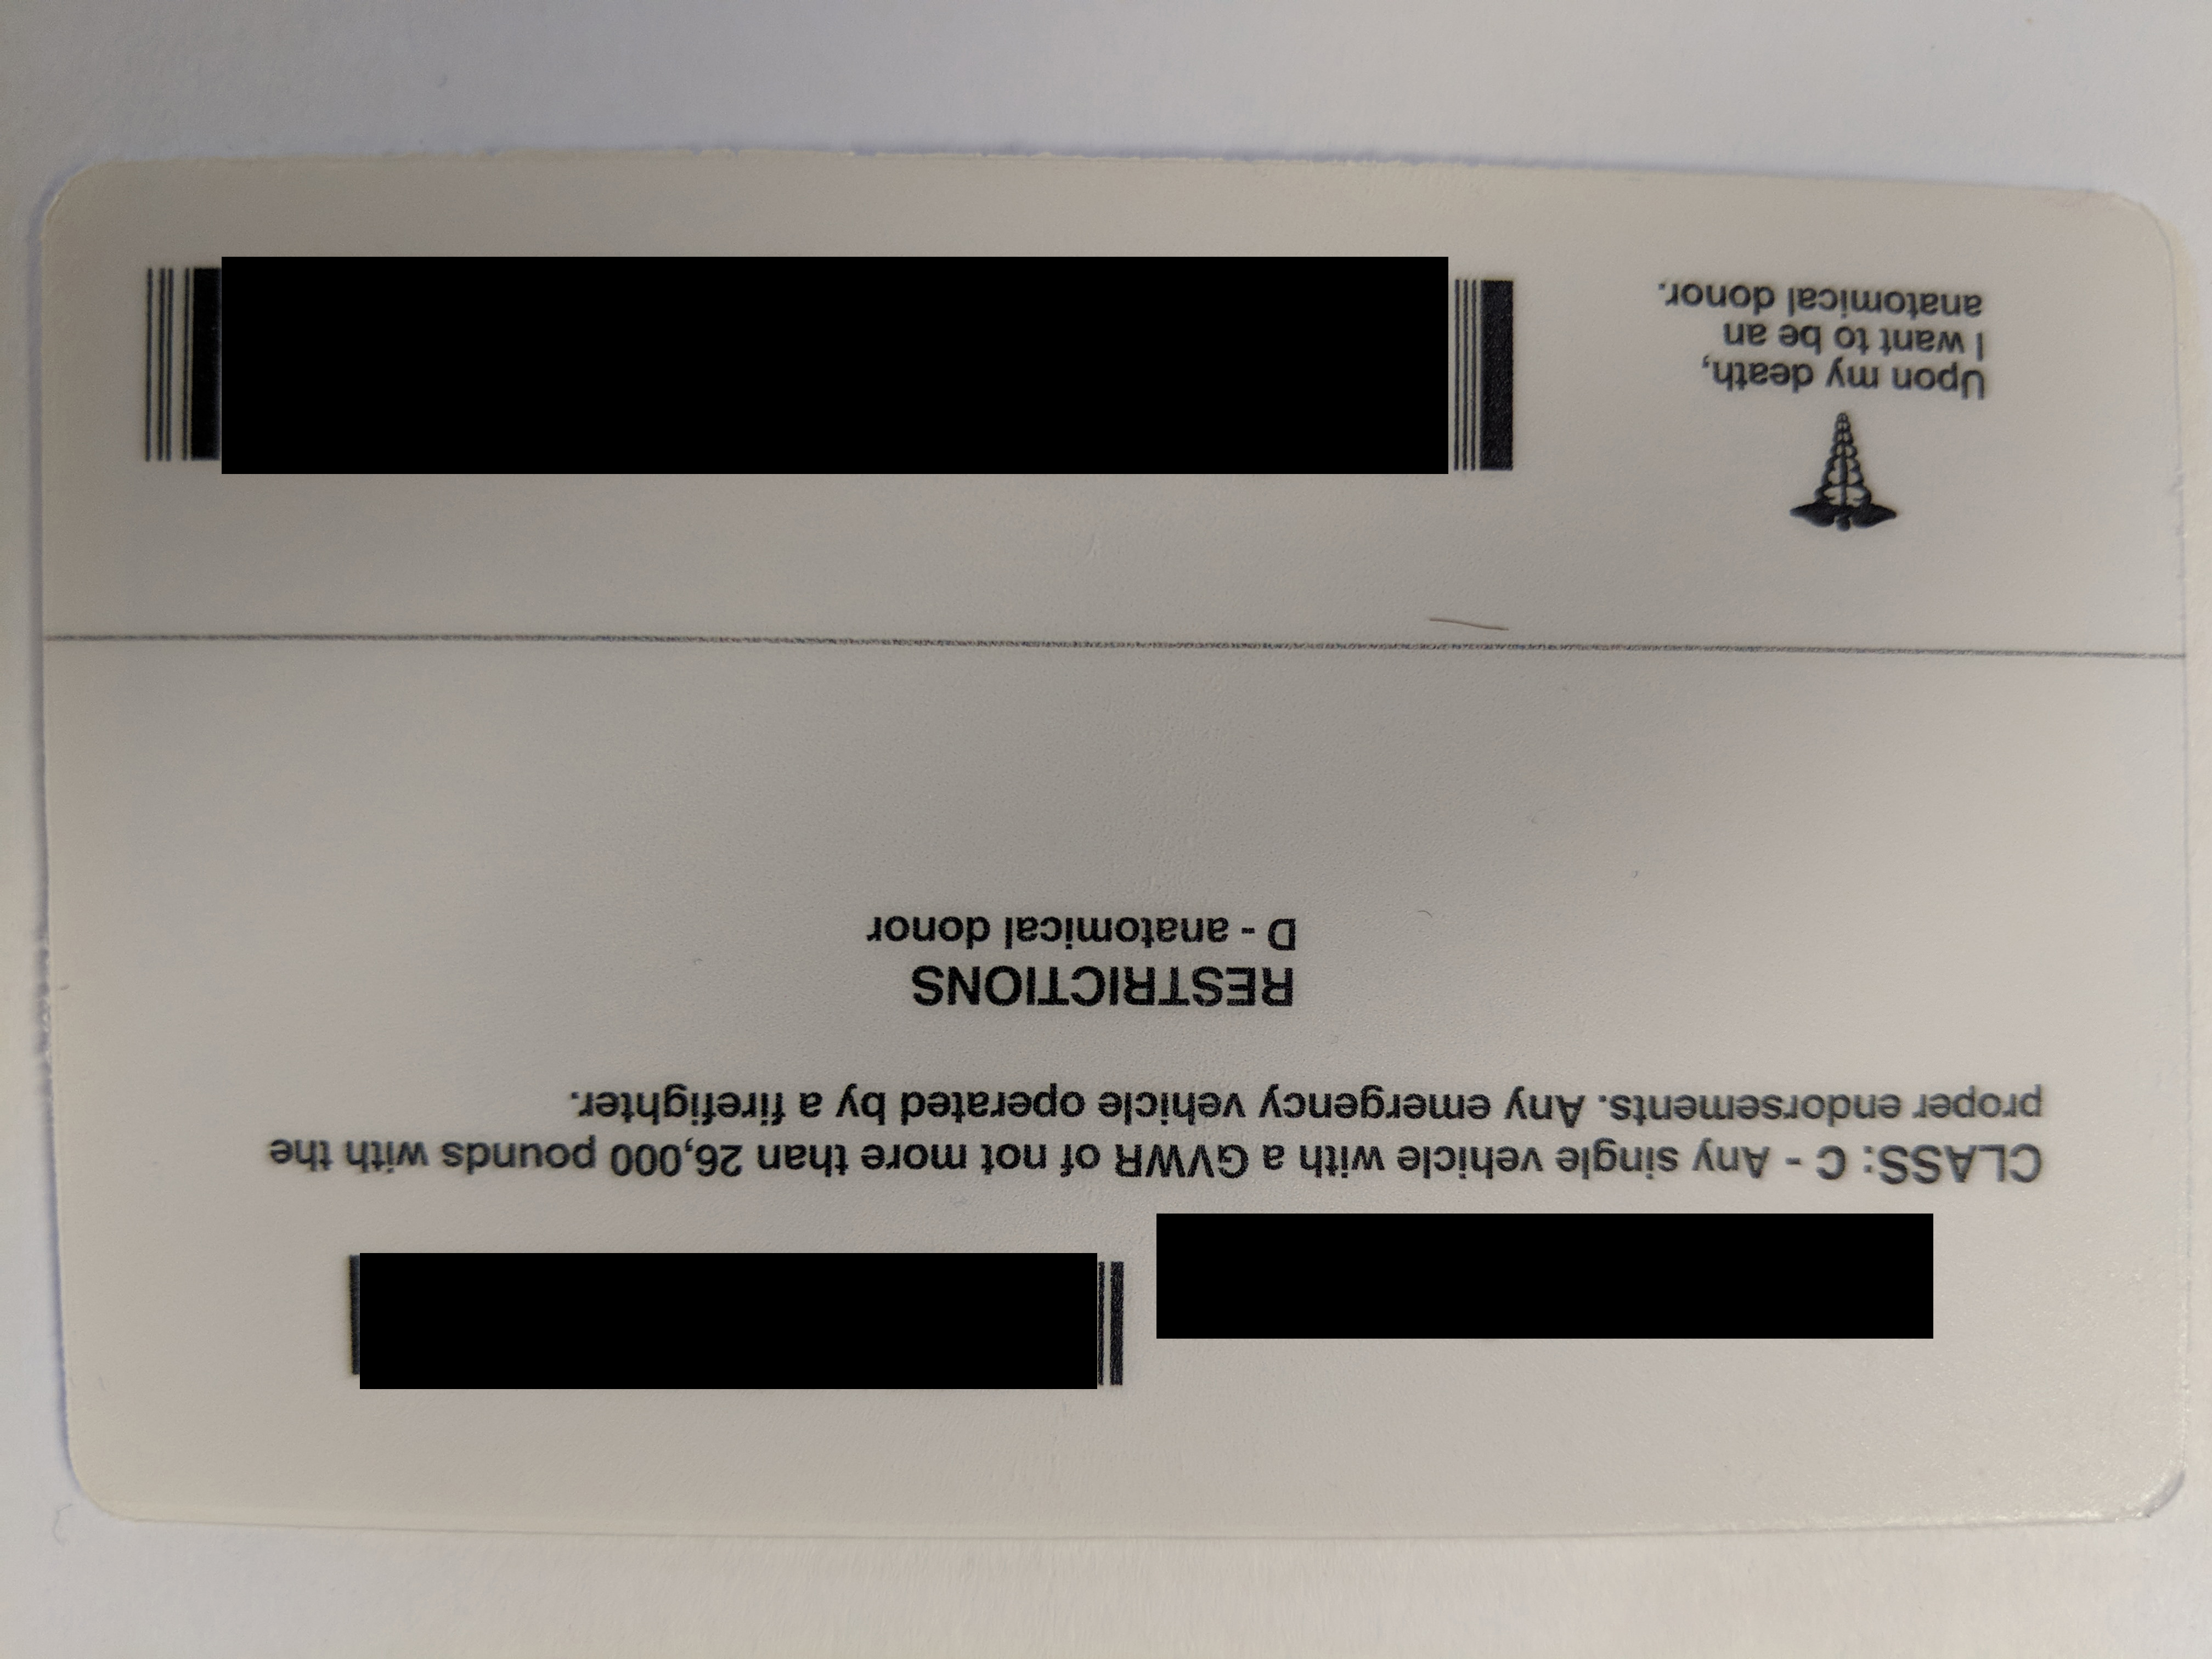 CLASS: C - Any single vehicle with a GVWR of not more than 26,000 pounds with the
proper endorsements. Any emergency vehicle operated by a firefighter.
RESTRICTIONS
D - anatomical donor
Upon my death,
I want to be an
anatomical donor.